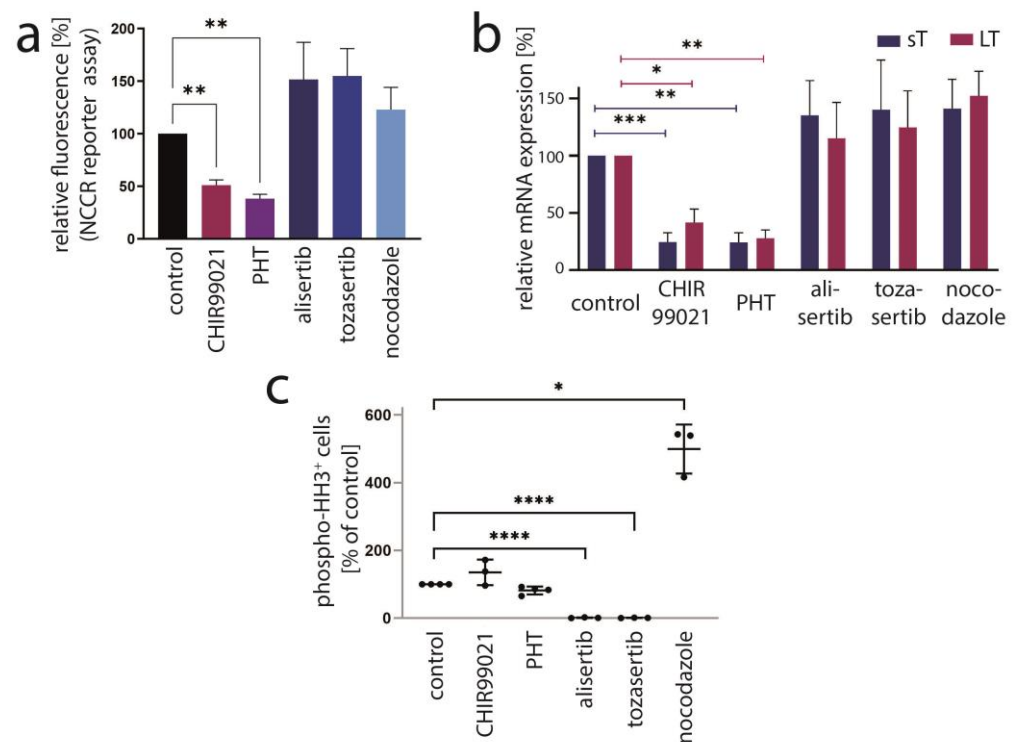 a
relative fluorescence [%]
(NCCR reporter assay)
200
150
100
50
0
**
**
control
CHIR99021
PHT
alisertib
tozasertib
nocodazole
b
sT
LT
relative mRNA expression [%]
150
100
50
0
**
*
**
***
control
CHIR
99021
PHT
ali-
sertib
toza-
sertib
noco-
dazole
c
phospho-HH3⁺ cells
[% of control]
600
400
200
0
*
****
****
control
CHIR99021
PHT
alisertib
tozasertib
nocodazole